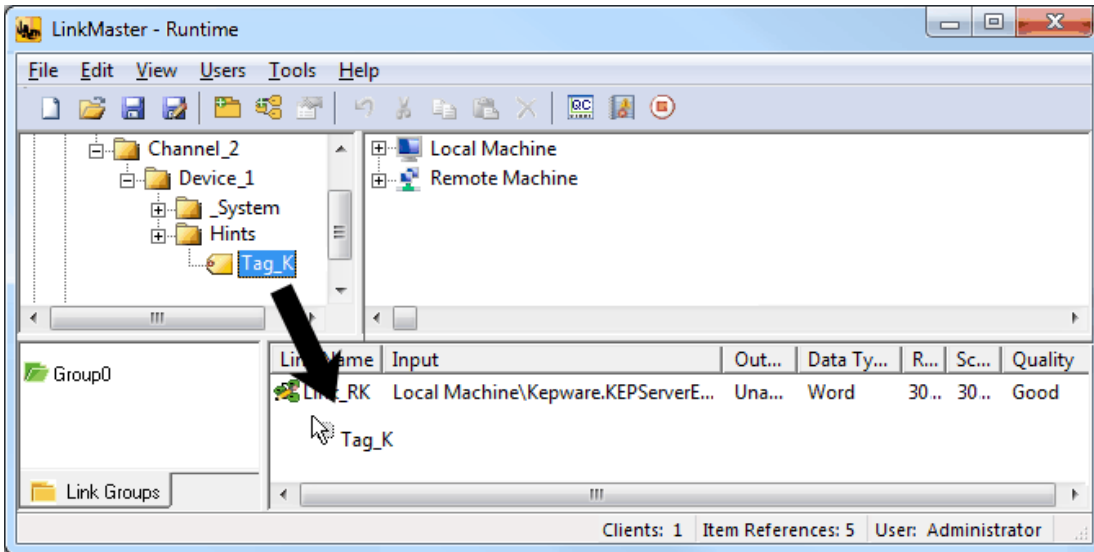 LinkMaster - Runtime
File Edit View Users Tools Help
QC
Channel_2
Device_1
_System
Hints
Tag_K
Local Machine
Remote Machine
Group0
Link Groups
Input Out... Data Ty... R... Sc... Quality
Local Machine\Kepware.KEPServerE... Una... Word 30... 30... Good
Tag_K
Clients: 1 Item References: 5 User: Administrator